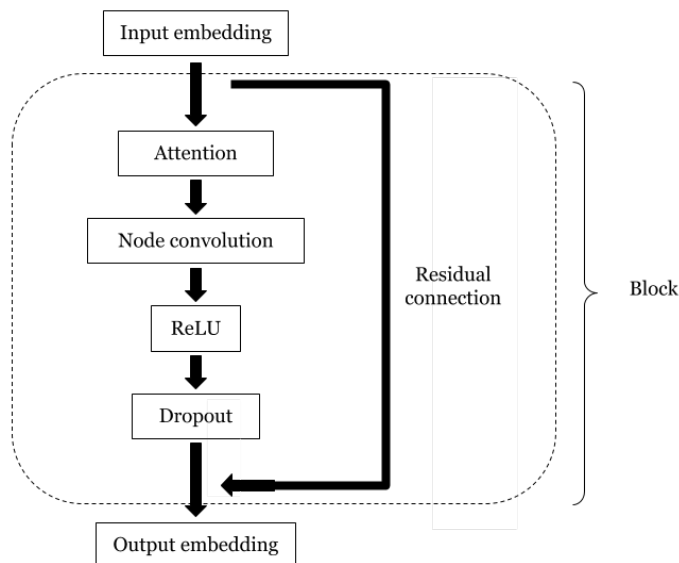 Input embedding
Attention
Node convolution
ReLU
Dropout
Output embedding
Residual
connection
Block